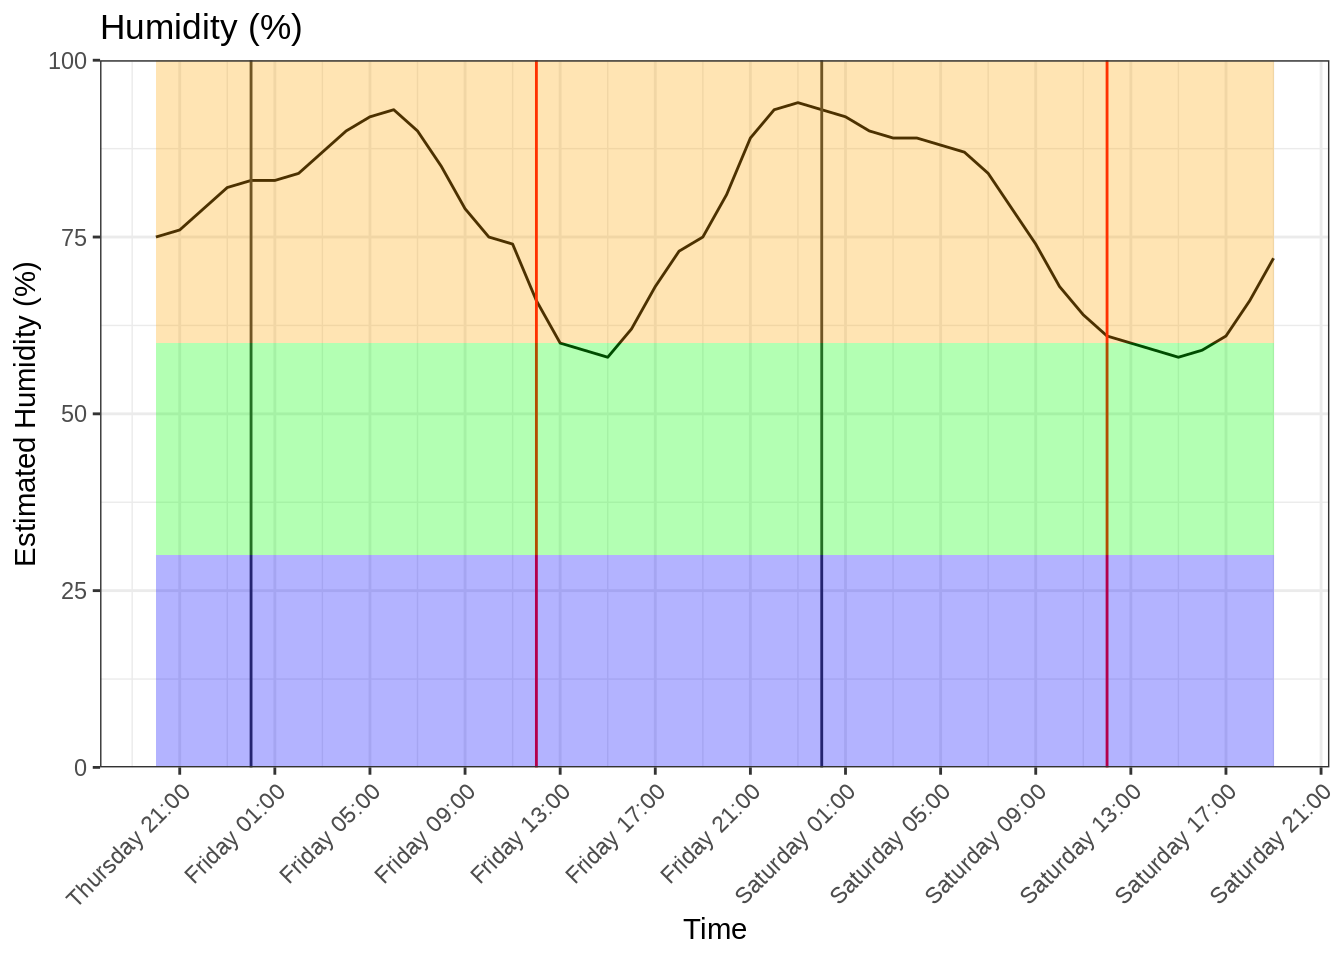 Humidity (%)
Estimated Humidity (%)
100
75
50
25
0
Thursday 21:00
Friday 01:00
Friday 05:00
Friday 09:00
Friday 13:00
Friday 17:00
Friday 21:00
Saturday 01:00
Saturday 05:00
Saturday 09:00
Saturday 13:00
Saturday 17:00
Saturday 21:00
Time